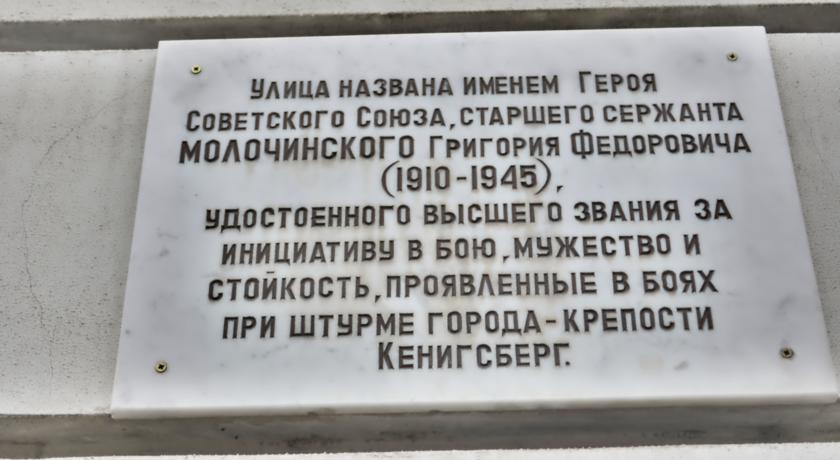 Улица названа именем Героя
Советского Союза, старшего сержанта
МОЛОЧИНСКОГО Григория Федоровича
(1910-1945),
удостоенного высшего звания за
инициативу в бою, мужество и
стойкость, проявленные в боях
при штурме города-крепости
Кенигсберг.